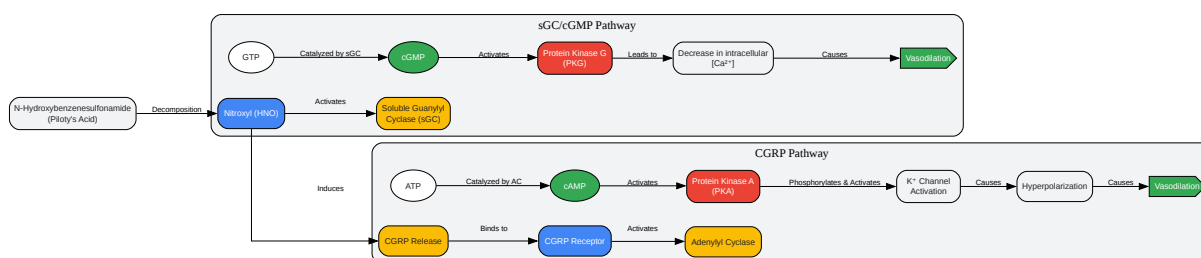 sGC/cGMP Pathway
GTP
Catalyzed by sGC
cGMP
Activates
Protein Kinase G
(PKG)
Leads to
Decrease in intracellular
[Ca²⁺]
Causes
Vasodilation
N-Hydroxybenzenesulfonamide
(Piloty's Acid)
Decomposition
Nitroxyl (HNO)
Activates
Soluble Guanylyl
Cyclase (sGC)
CGRP Pathway
Induces
ATP
Catalyzed by AC
cAMP
Activates
Protein Kinase A
(PKA)
Phosphorylates & Activates
K⁺ Channel
Activation
Causes
Hyperpolarization
Causes
Vasodilation
CGRP Release
Binds to
CGRP Receptor
Activates
Adenylyl Cyclase